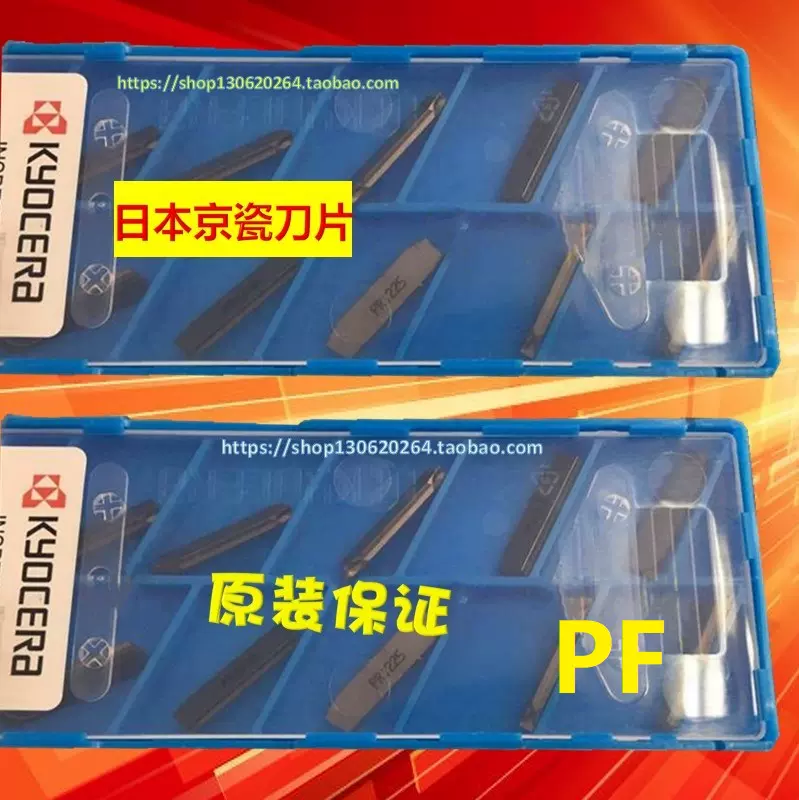 https://shop130620264.taobao.com
KYOCERA
日本京瓷刀片
PR1225
https://shop130620264.taobao.com
KYOCERA
原装保证
PR1225
PF